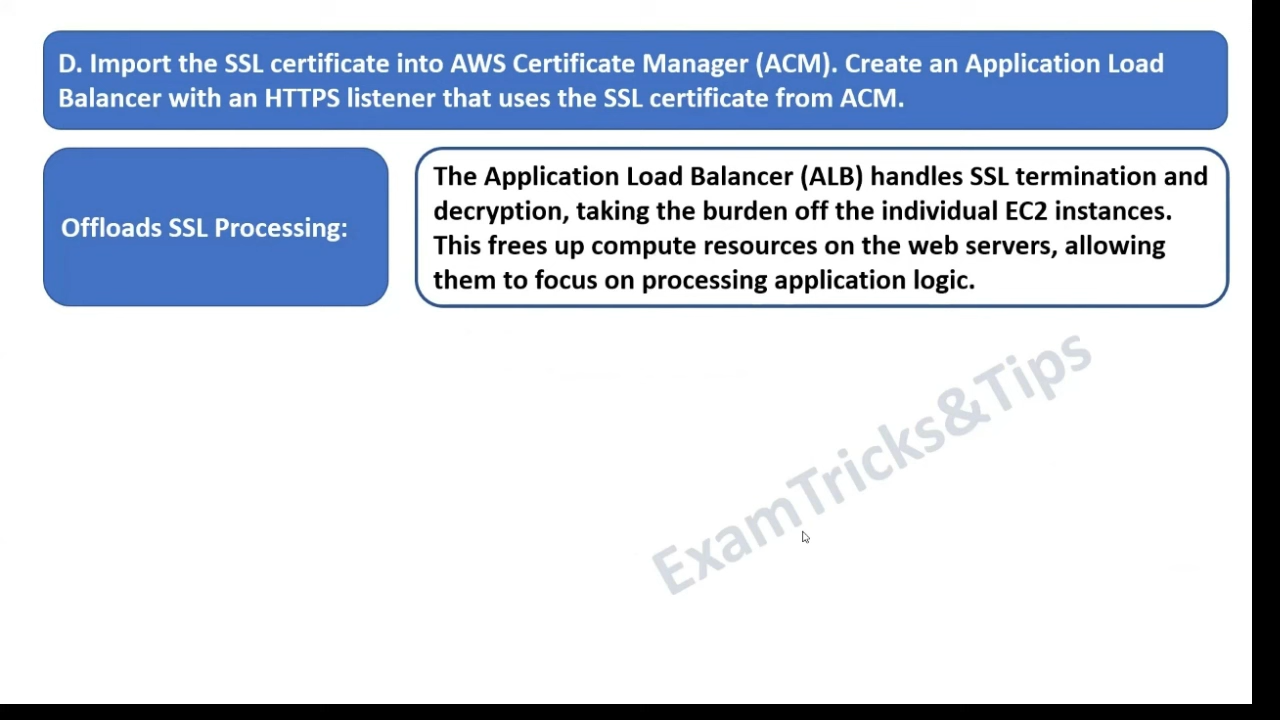 D. Import the SSL certificate into AWS Certificate Manager (ACM). Create an Application Load
Balancer with an HTTPS listener that uses the SSL certificate from ACM.
Offloads SSL Processing:
The Application Load Balancer (ALB) handles SSL termination and
decryption, taking the burden off the individual EC2 instances.
This frees up compute resources on the web servers, allowing
them to focus on processing application logic.
ExamTricks&Tips